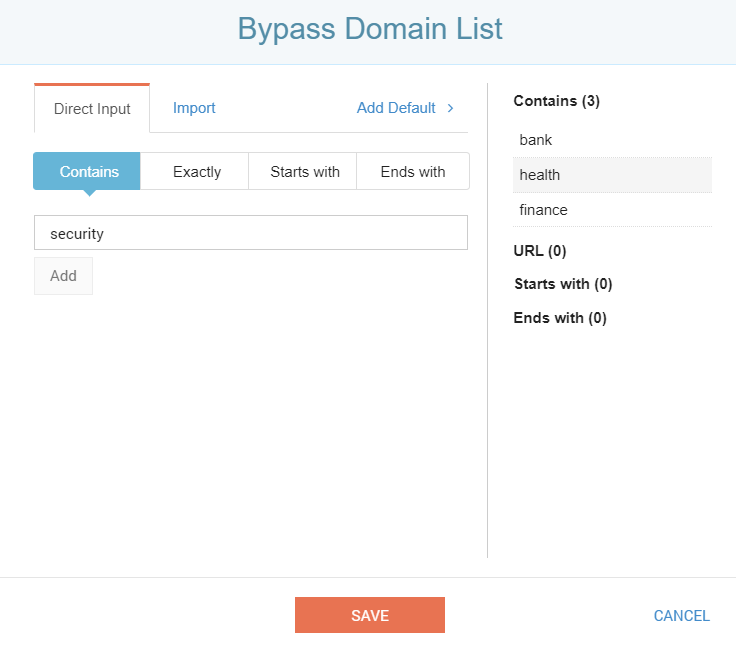 Bypass Domain List
Direct Input
Import
Add Default
Contains
Exactly
Starts with
Ends with
security
Add
Contains (3)
bank
health
finance
URL (0)
Starts with (0)
Ends with (0)
SAVE
CANCEL